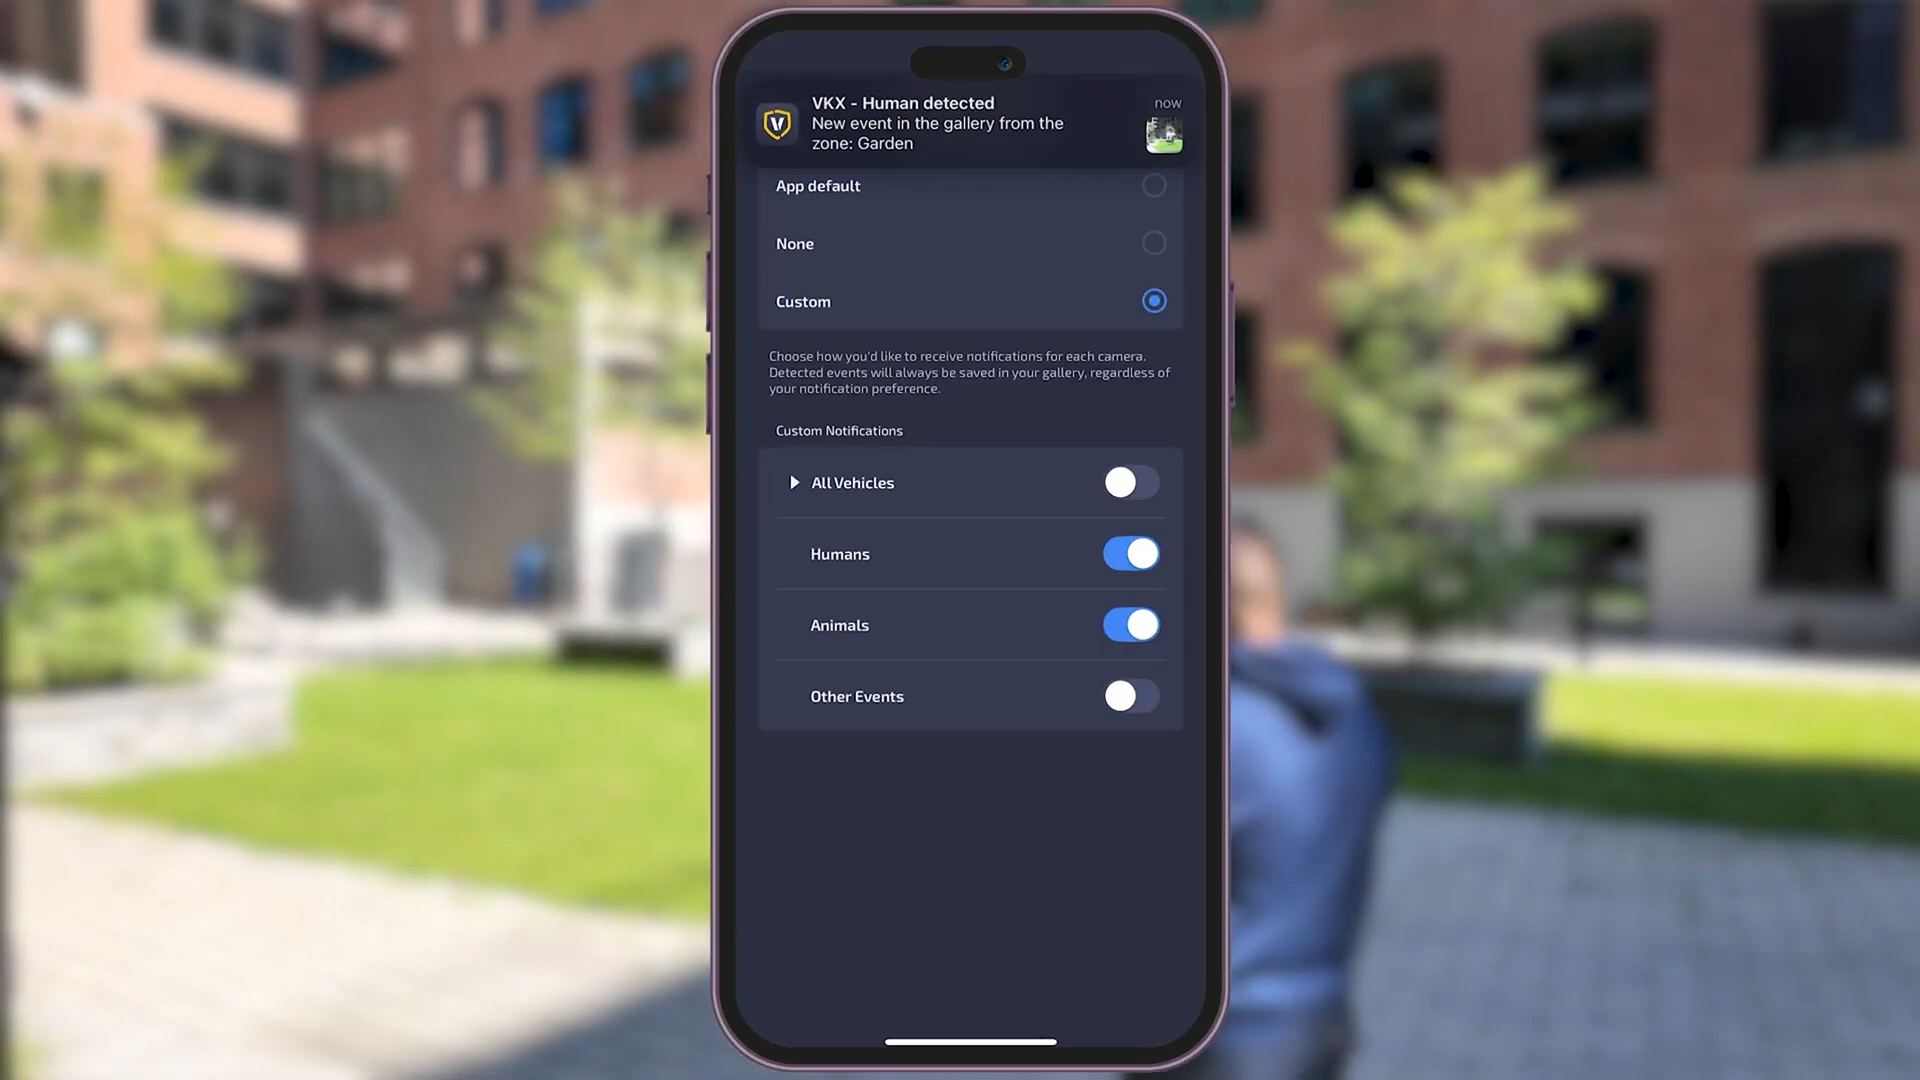 VKX - Human detected
now
New event in the gallery from the
zone: Garden
App default
None
Custom
Choose how you'd like to receive notifications for each camera.
Detected events will always be saved in your gallery, regardless of
your notification preference.
Custom Notifications
All Vehicles
Humans
Animals
Other Events